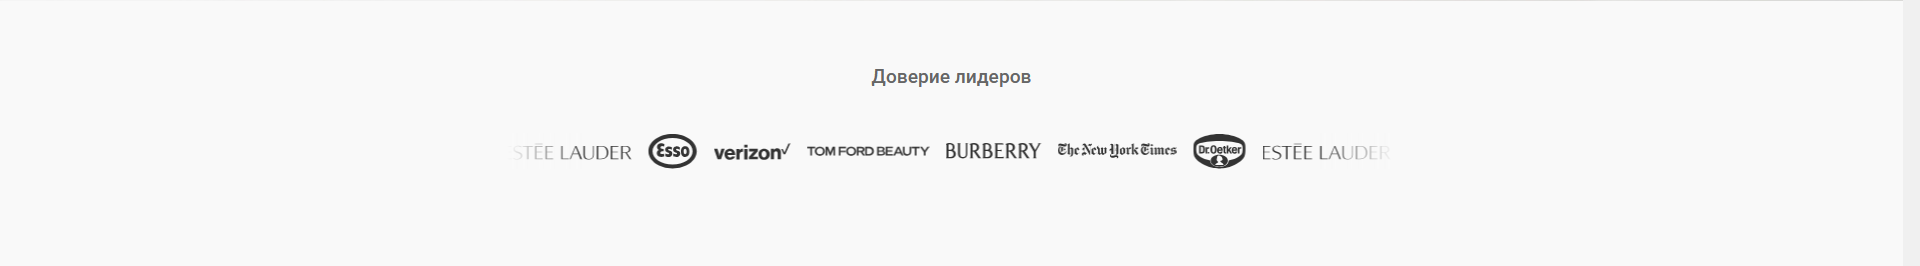 Доверие лидеров
STĒE LAUDER Esso verizon✓ TOM FORD BEAUTY BURBERRY The New York Times Dr.Oetker ESTĒE LAUDER